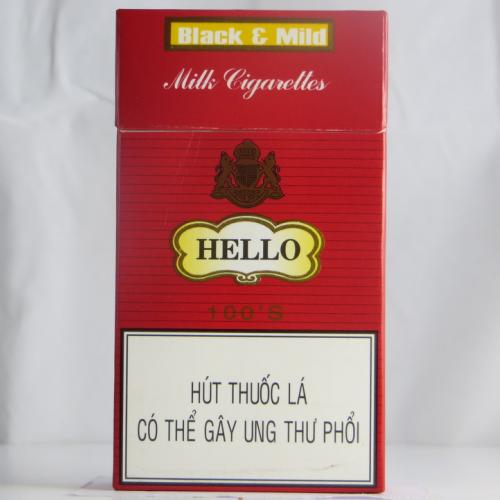 Black & Mild
Milk Cigarettes
HELLO
100'S
HÚT THUỐC LÁ
CÓ THỂ GÂY UNG THƯ PHỔI